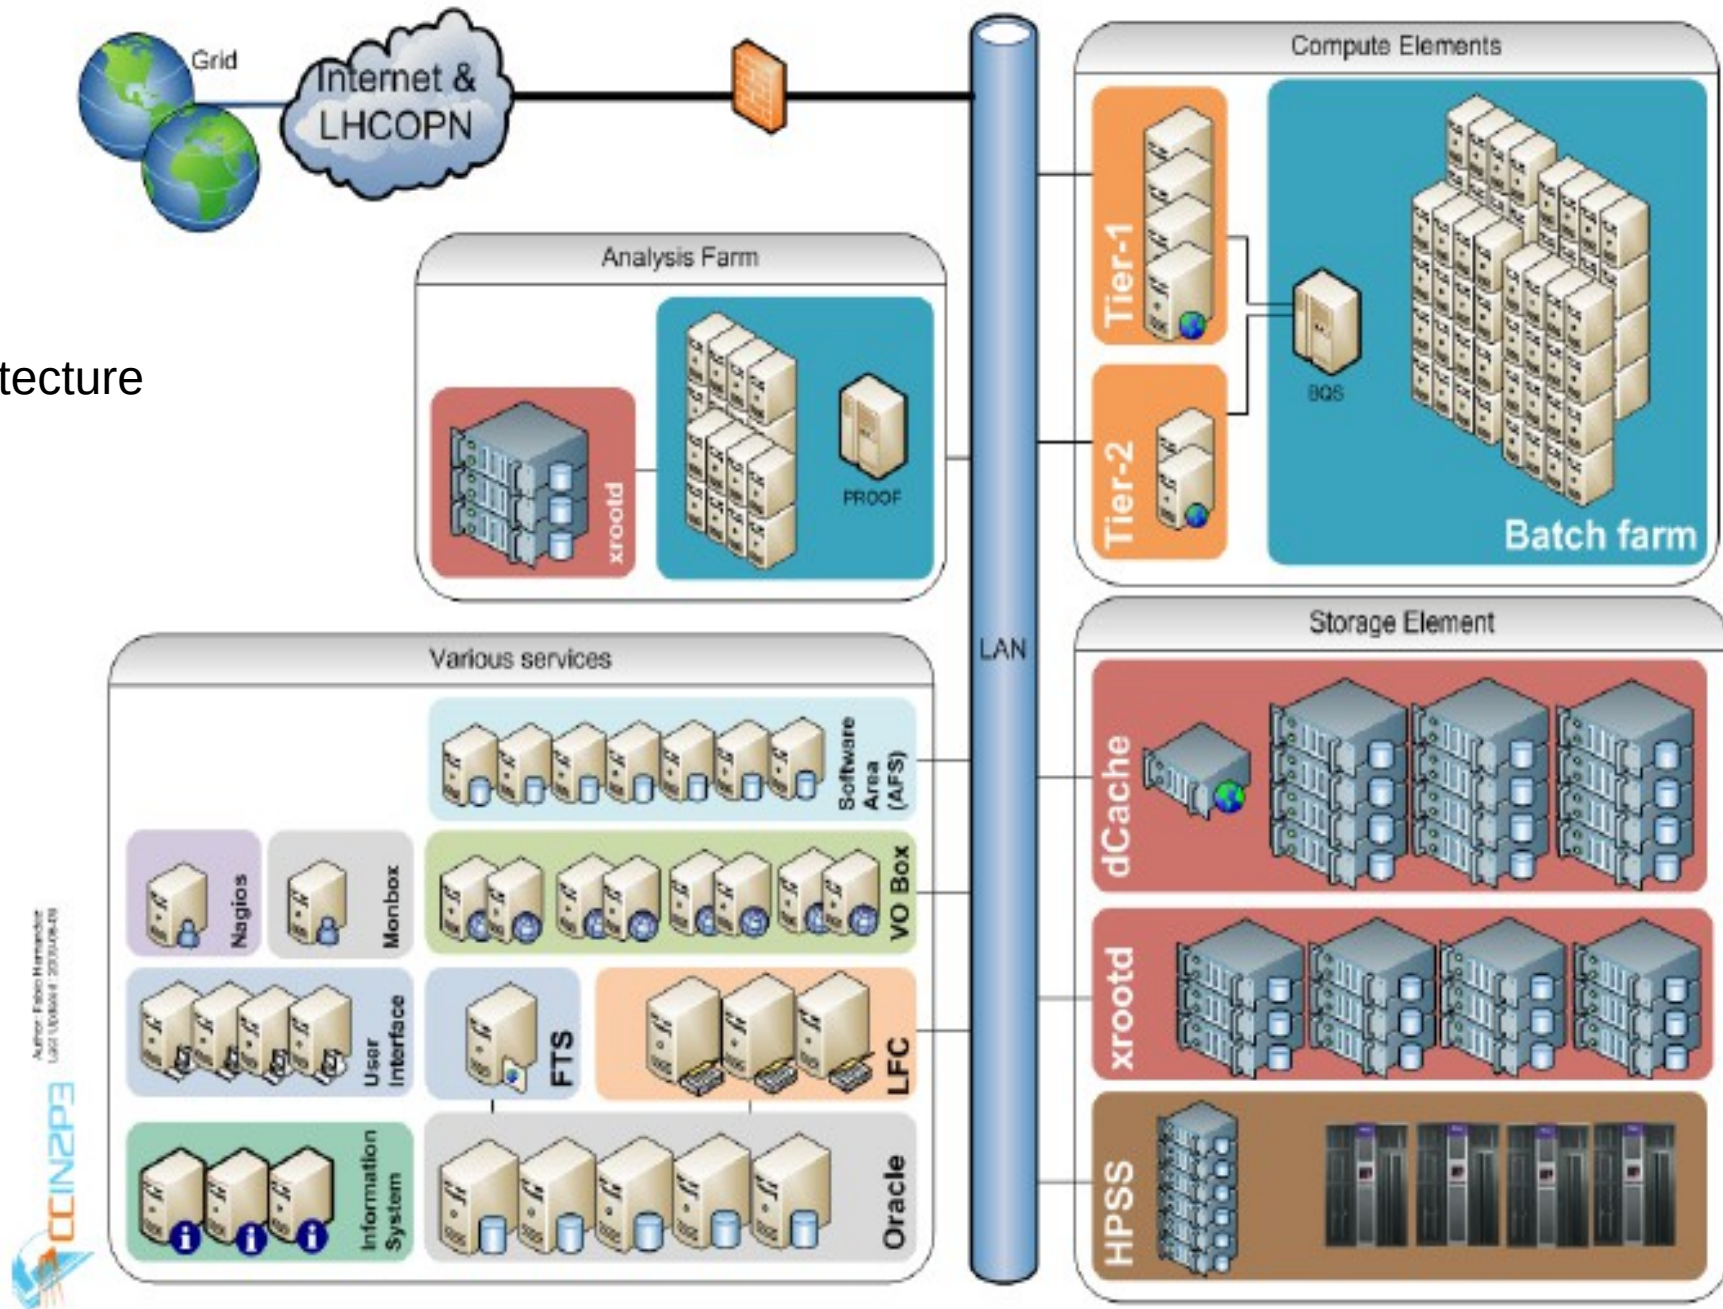 Grid
Internet &
LHCOPN
Compute Elements
Tier-1
BQS
Tier-2
Batch farm
Analysis Farm
xrootd
PROOF
tecture
LAN
Storage Element
dCache
xrootd
HPSS
Various services
Software
Area
(AFS)
Nagios
Monbox
VO Box
User
Interface
FTS
LFC
Information
System
Oracle
CCIN2P3